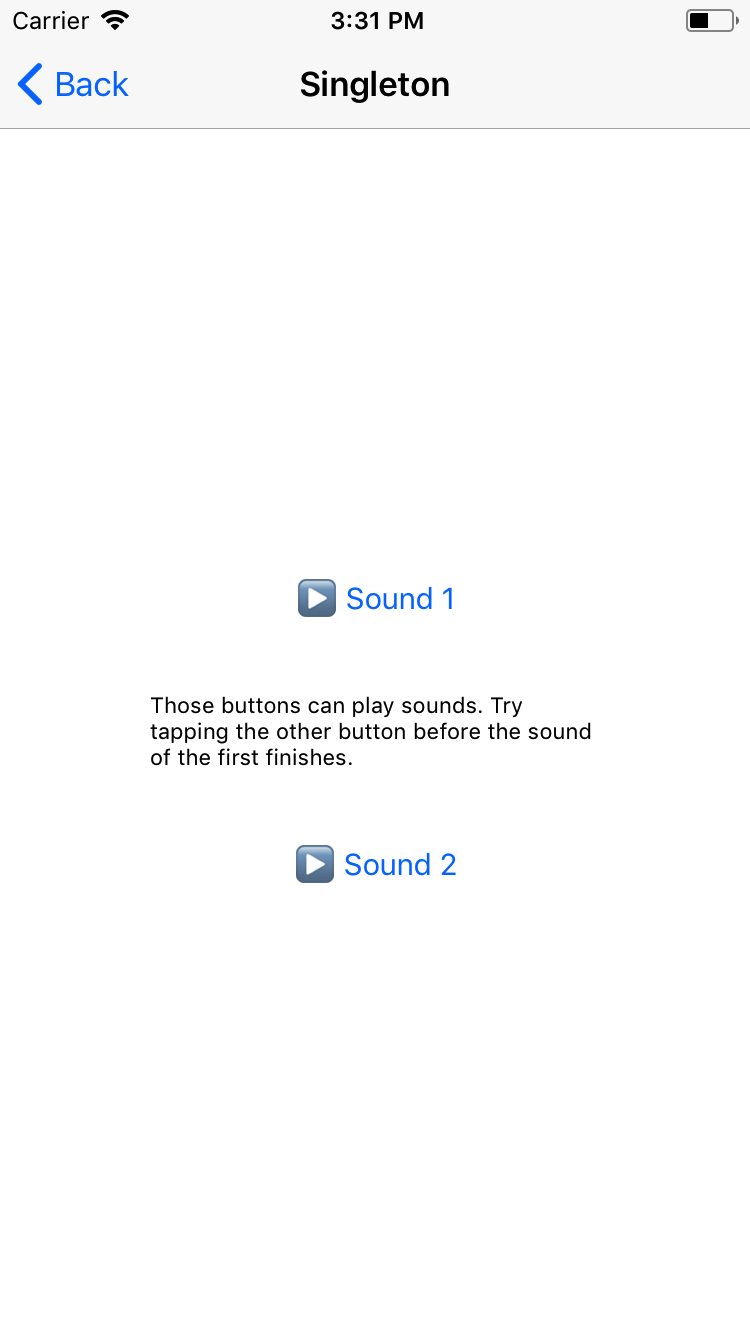 Carrier 3:31 PM
Back Singleton
Sound 1
Those buttons can play sounds. Try
tapping the other button before the sound
of the first finishes.
Sound 2